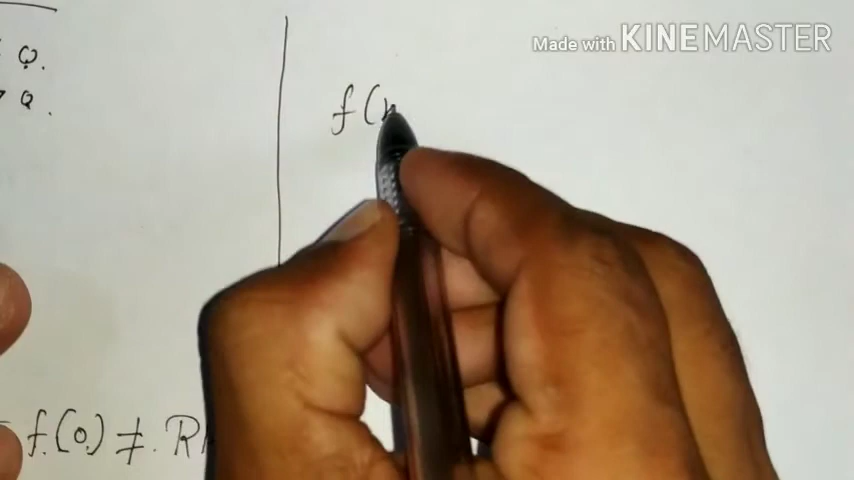 Q.
Q.
f(x
f(0) ≠ R
Made with KINEMASTER